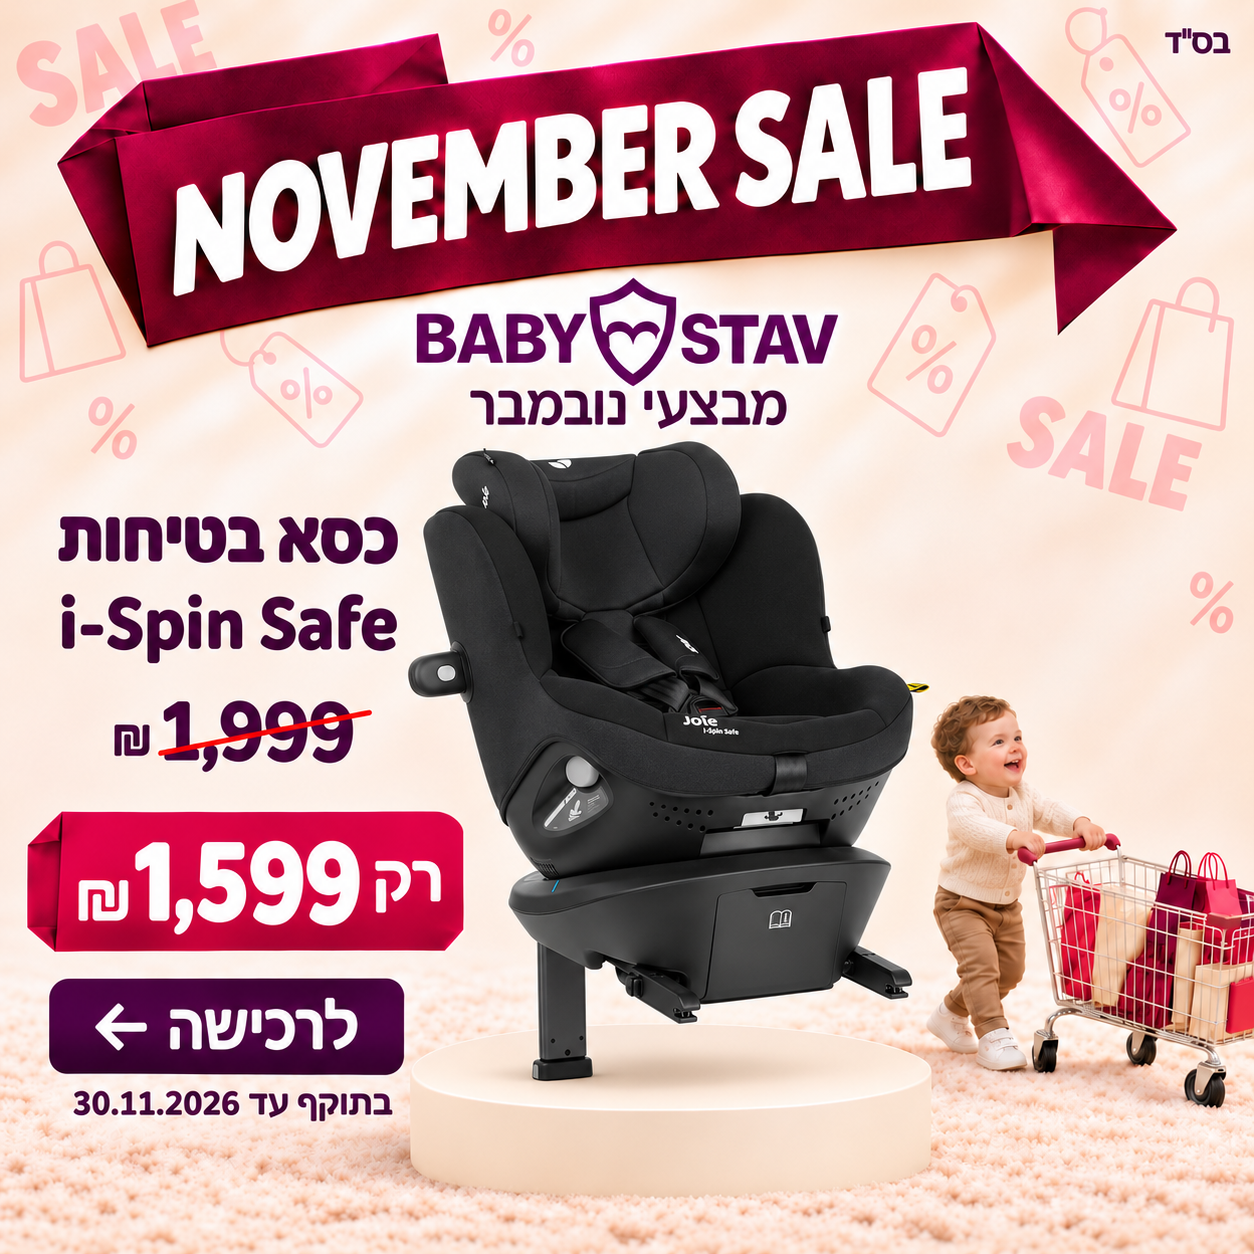 בס"ד
SALE
NOVEMBER SALE
%
%
BABY STAV
מבצעי נובמבר
%
%
%
SALE
%
כסא בטיחות
i-Spin Safe
1,999 ₪
רק 1,599 ₪
לרכישה ←
בתוקף עד 30.11.2026
Joie
i-Spin Safe